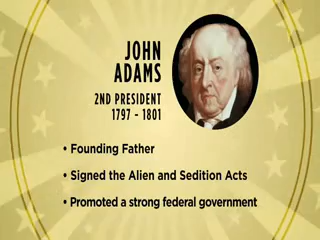 JOHN
ADAMS
2ND PRESIDENT
1797 - 1801
• Founding Father
• Signed the Alien and Sedition Acts
• Promoted a strong federal government